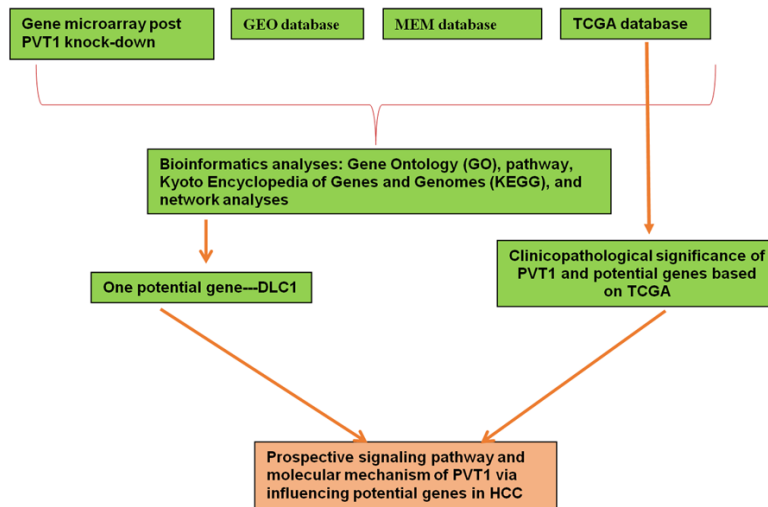 Gene microarray post
PVT1 knock-down
GEO database
MEM database
TCGA database
Bioinformatics analyses: Gene Ontology (GO), pathway,
Kyoto Encyclopedia of Genes and Genomes (KEGG), and
network analyses
One potential gene---DLC1
Clinicopathological significance of
PVT1 and potential genes based
on TCGA
Prospective signaling pathway and
molecular mechanism of PVT1 via
influencing potential genes in HCC